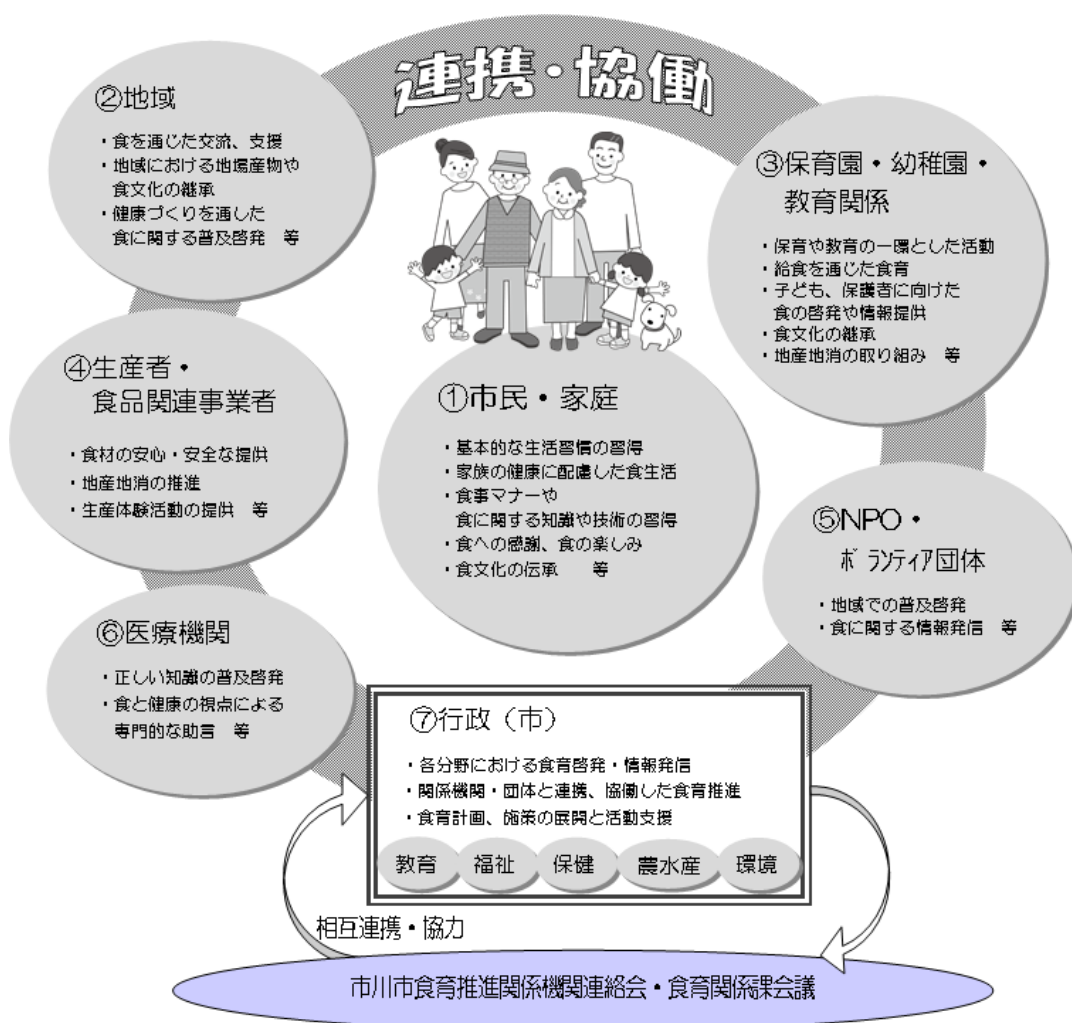 連携・協働
①市民・家庭
・基本的な生活習慣の習得
・家族の健康に配慮した食生活
・食事マナーや
食に関する知識や技術の習得
・食への感謝、食の楽しみ
・食文化の伝承　等
②地域
・食を通じた交流、支援
・地域における地場産物や
食文化の継承
・健康づくりを通した
食に関する普及啓発　等
③保育園・幼稚園・
教育関係
・保育や教育の一環とした活動
・給食を通じた食育
・子ども、保護者に向けた
食の啓発や情報提供
・食文化の継承
・地産地消の取り組み　等
④生産者・
食品関連事業者
・食材の安心・安全な提供
・地産地消の推進
・生産体験活動の提供　等
⑤NPO・
ボランティア団体
・地域での普及啓発
・食に関する情報発信　等
⑥医療機関
・正しい知識の普及啓発
・食と健康の視点による
専門的な助言　等
⑦行政（市）
・各分野における食育啓発・情報発信
・関係機関・団体と連携、協働した食育推進
・食育計画、施策の展開と活動支援
教育　福祉　保健　農水産　環境
相互連携・協力
市川市食育推進関係機関連絡会・食育関係課会議